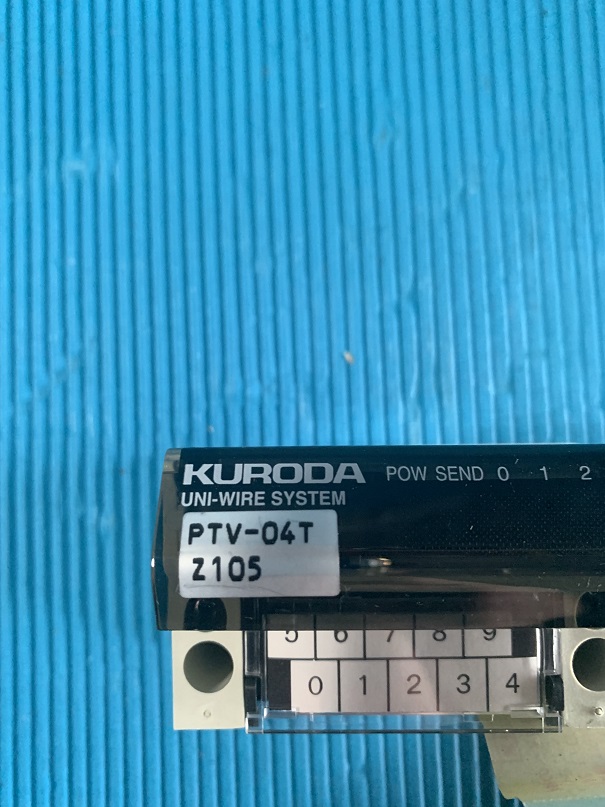 KURODA POW SEND 0 1 2
UNI-WIRE SYSTEM
PTV-04T
Z105
5 6 7 8 9
0 1 2 3 4